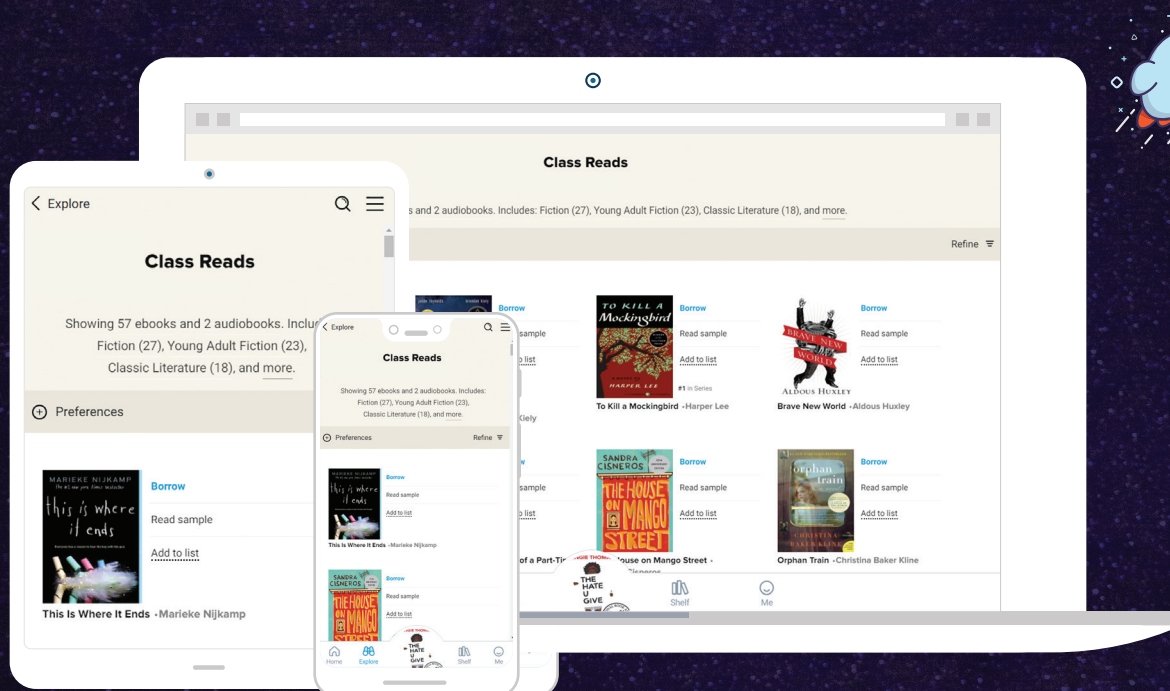 Class Reads
s and 2 audiobooks. Includes: Fiction (27), Young Adult Fiction (23), Classic Literature (18), and more.
Refine
Borrow
sample
o list
Kiely
TO KILL A
Mockingbird
HARPER LEE
Borrow
Read sample
Add to list
#1 in Series
To Kill a Mockingbird •Harper Lee
BRAVE NEW
WORLD
ALDOUS HUXLEY
Borrow
Read sample
Add to list
Brave New World •Aldous Huxley
w
sample
o list
of a Part-Ti
SANDRA
CISNEROS
THE HOUSE
ON MANGO
STREET
Borrow
Read sample
Add to list
ouse on Mango Street •
Cisneros
orphan
train
CHRISTINA
BAKER KLINE
Borrow
Read sample
Add to list
Orphan Train •Christina Baker Kline
ANGIE THOM
THE
HATE
U
GIVE
Shelf
Me
Explore
Class Reads
Showing 57 ebooks and 2 audiobooks. Inclu
Fiction (27), Young Adult Fiction (23),
Classic Literature (18), and more.
Preferences
MARIEKE NIJKAMP
this is where
it ends
Borrow
Read sample
Add to list
This Is Where It Ends •Marieke Nijkamp
Explore
Class Reads
Showing 57 ebooks and 2 audiobooks. Includes:
Fiction (27), Young Adult Fiction (23),
Classic Literature (18), and more.
Preferences
Refine
MARIEKE NIJKAMP
this is where
it ends
Borrow
Read sample
Add to list
This Is Where It Ends •Marieke Nijkamp
SANDRA
CISNEROS
THE HOUSE
ON
MANGO
Borrow
Read sample
Add to list
THE
HATE
U
GIVE
Home
Explore
Shelf
Me